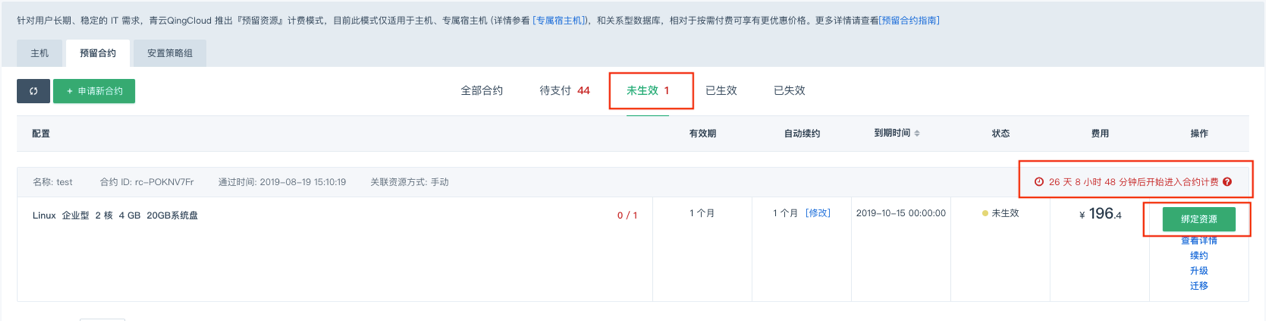 针对用户长期、稳定的 IT 需求，青云QingCloud 推出『预留资源』计费模式，目前此模式仅适用于主机、专属宿主机 (详情参看 [专属宿主机])，和关系型数据库，相对于按需付费可享有更优惠价格。更多详情请查看[预留合约指南]
主机 预留合约 安置策略组
+ 申请新合约 全部合约 待支付 44 未生效 1 已生效 已失效
配置 有效期 自动续约 到期时间 状态 费用 操作
名称: test 合约 ID: rc-POKNV7Fr 通过时间: 2019-08-19 15:10:19 关联资源方式: 手动 26 天 8 小时 48 分钟后开始进入合约计费 ?
Linux 企业型 2 核 4 GB 20GB系统盘 0 / 1 1 个月 1 个月 [修改] 2019-10-15 00:00:00 未生效 ¥ 196.4 绑定资源
查看详情
续约
升级
迁移